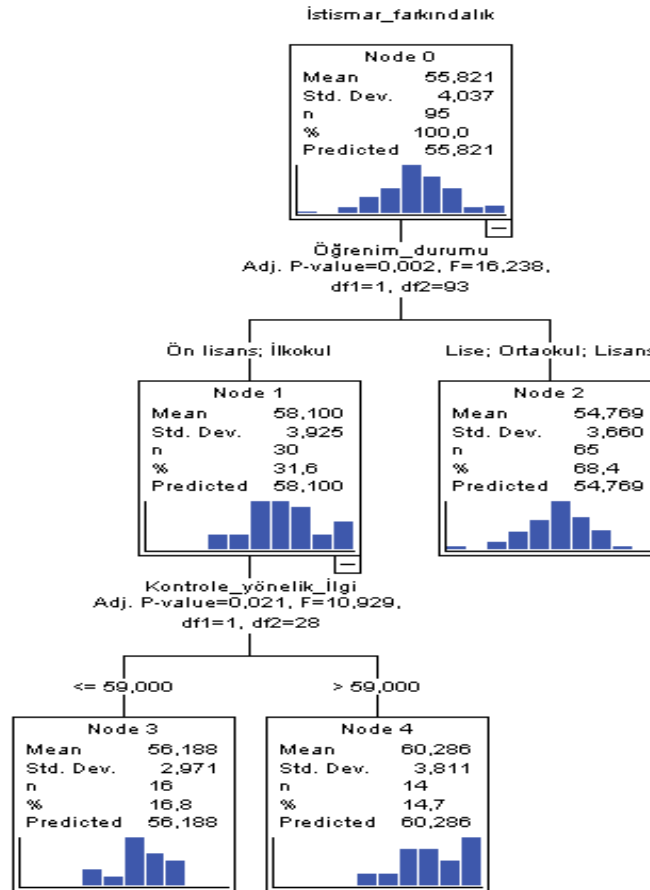 İstismar_farkındalık
Node 0
Mean 55,821
Std. Dev. 4,037
n 95
% 100,0
Predicted 55,821
Öğrenim_durumu
Adj. P-value=0,002, F=16,238,
df1=1, df2=93
Ön lisans; İlkokul
Lise; Ortaokul; Lisans
Node 1
Mean 58,100
Std. Dev. 3,925
n 30
% 31,6
Predicted 58,100
Node 2
Mean 54,769
Std. Dev. 3,660
n 65
% 68,4
Predicted 54,769
Kontrole_yönelik_İlgi
Adj. P-value=0,021, F=10,929,
df1=1, df2=28
<= 59,000
> 59,000
Node 3
Mean 56,188
Std. Dev. 2,971
n 16
% 16,8
Predicted 56,188
Node 4
Mean 60,286
Std. Dev. 3,811
n 14
% 14,7
Predicted 60,286